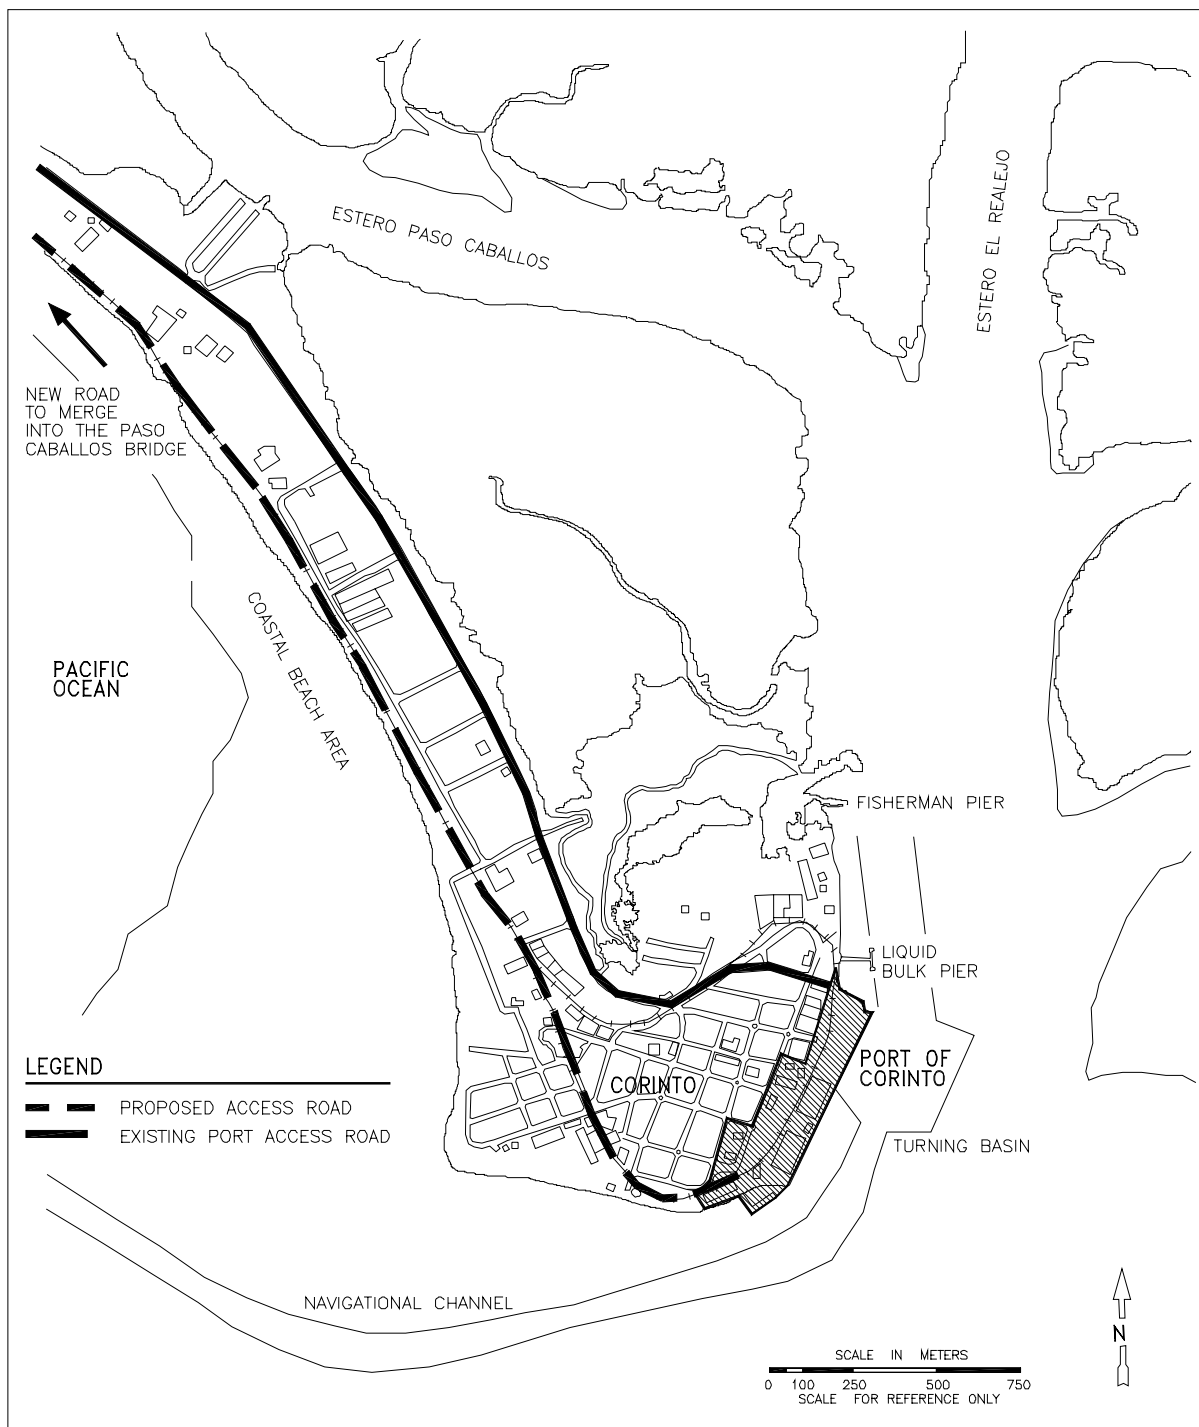 ESTERO PASO CABALLOS
ESTERO EL REALEJO
NEW ROAD
TO MERGE
INTO THE PASO
CABALLOS BRIDGE
COASTAL BEACH AREA
PACIFIC
OCEAN
FISHERMAN PIER
LIQUID
BULK PIER
LEGEND
PROPOSED ACCESS ROAD
EXISTING PORT ACCESS ROAD
CORINTO
PORT OF
CORINTO
TURNING BASIN
NAVIGATIONAL CHANNEL
N
SCALE IN METERS
0 100 250 500 750
SCALE FOR REFERENCE ONLY